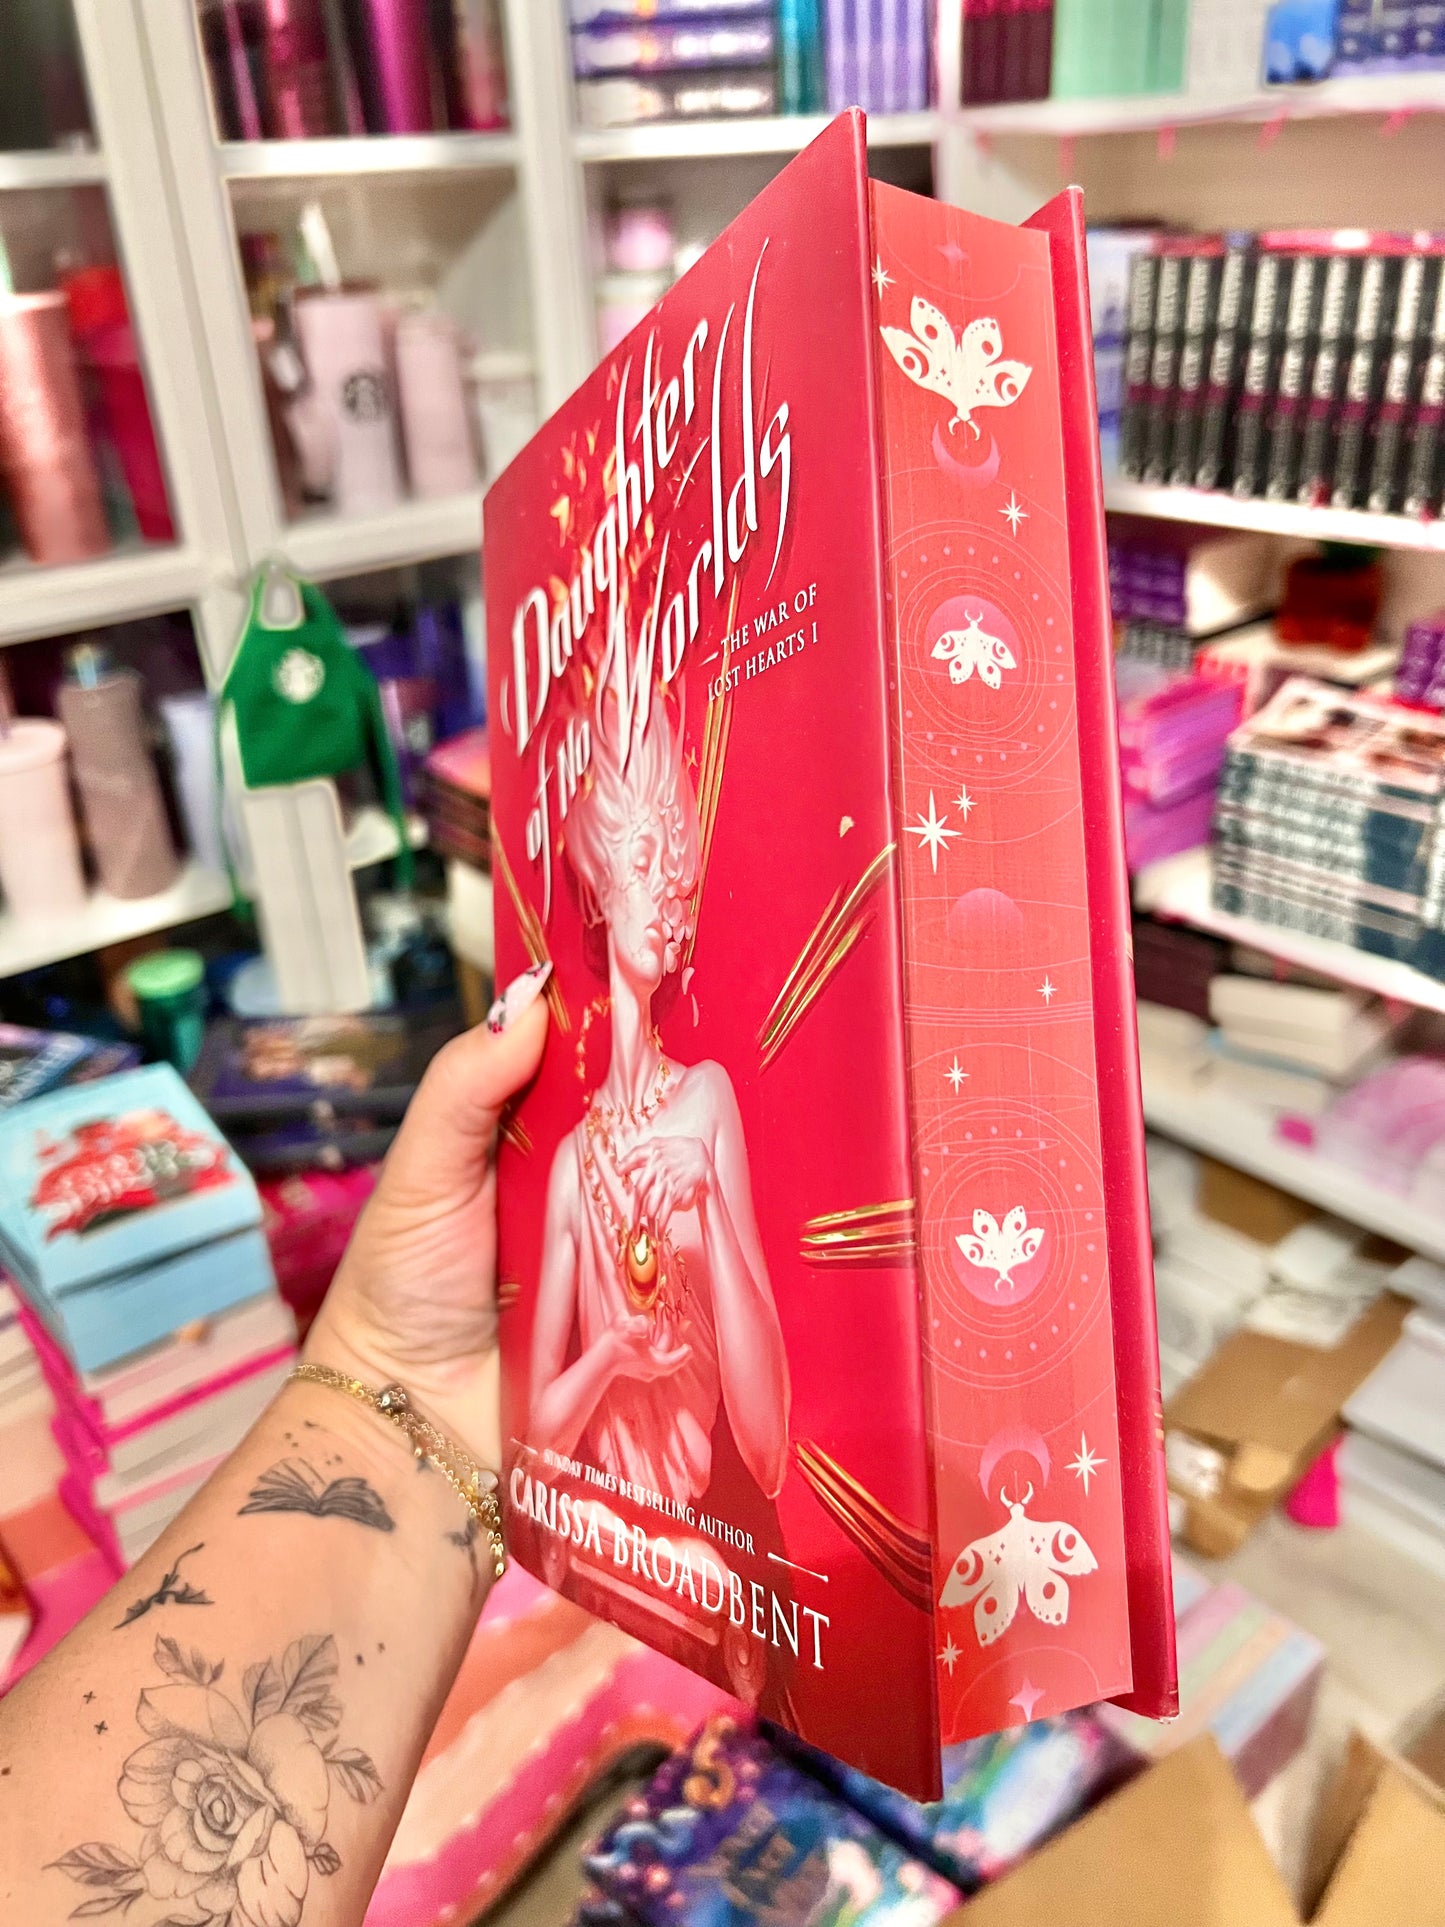 Daughter
of No Worlds
THE WAR OF
LOST HEARTS I
SUNDAY TIMES BESTSELLING AUTHOR
CARISSA BROADBENT